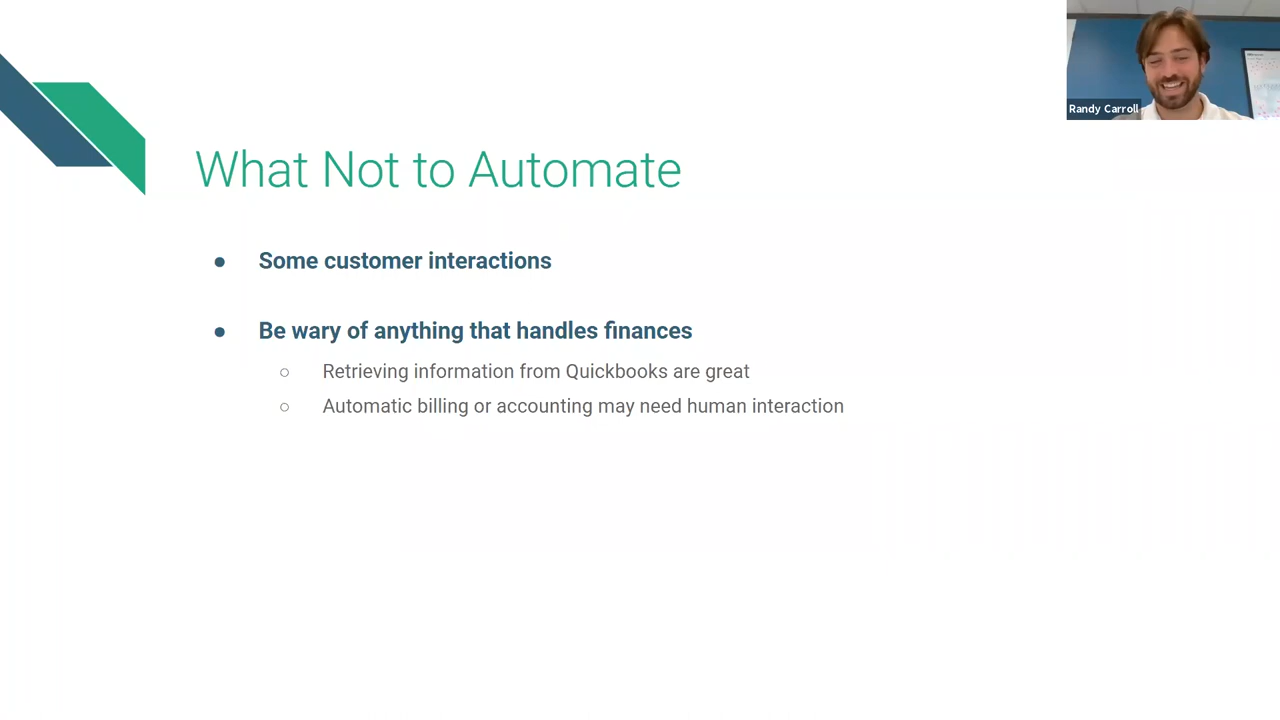 Randy Carroll
What Not to Automate
● Some customer interactions
● Be wary of anything that handles finances
○ Retrieving information from Quickbooks are great
○ Automatic billing or accounting may need human interaction